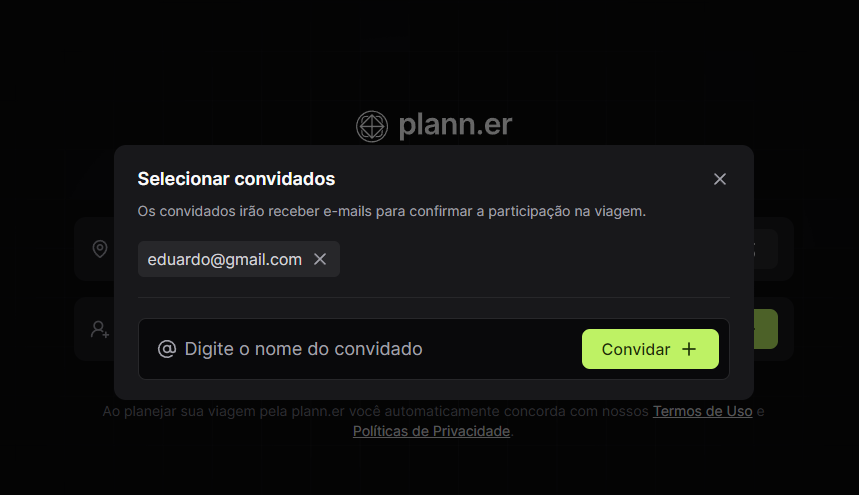 plann.er
Selecionar convidados
Os convidados irão receber e-mails para confirmar a participação na viagem.
eduardo@gmail.com
@ Digite o nome do convidado
Convidar +
Ao planejar sua viagem pela plann.er você automaticamente concorda com nossos Termos de Uso e
Políticas de Privacidade.